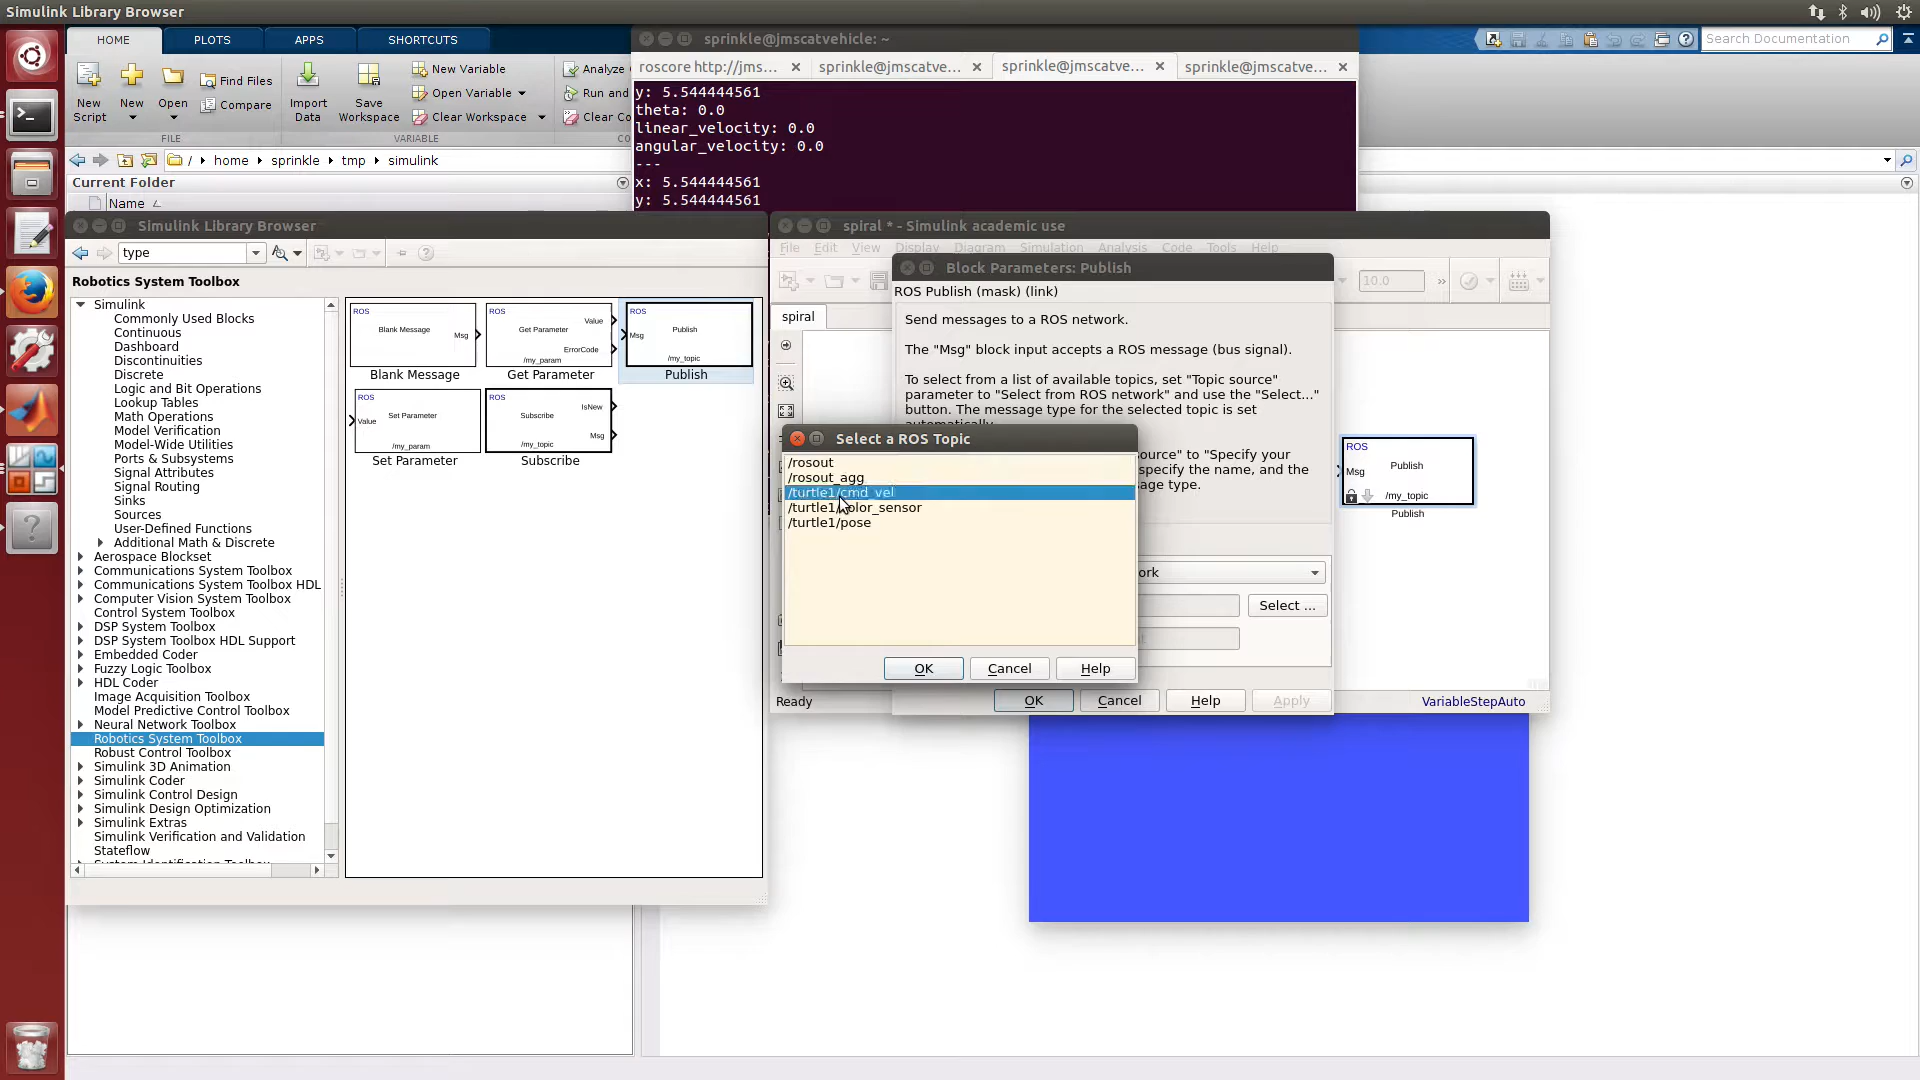 Simulink Library Browser
HOME
PLOTS
APPS
SHORTCUTS
Search Documentation
New Script
New
Open
Find Files
Compare
Import Data
Save Workspace
New Variable
Open Variable
Clear Workspace
Analyze
Run and
Clear Co
FILE
VARIABLE
/ home sprinkle tmp simulink
Current Folder
Name
sprinkle@jmscatvehicle: ~
roscore http://jms...
sprinkle@jmscatve...
sprinkle@jmscatve...
sprinkle@jmscatve...
y: 5.544444561
theta: 0.0
linear_velocity: 0.0
angular_velocity: 0.0
---
x: 5.544444561
y: 5.544444561
Simulink Library Browser
type
Robotics System Toolbox
Simulink
Commonly Used Blocks
Continuous
Dashboard
Discontinuities
Discrete
Logic and Bit Operations
Lookup Tables
Math Operations
Model Verification
Model-Wide Utilities
Ports & Subsystems
Signal Attributes
Signal Routing
Sinks
Sources
User-Defined Functions
Additional Math & Discrete
Aerospace Blockset
Communications System Toolbox
Communications System Toolbox HDL
Computer Vision System Toolbox
Control System Toolbox
DSP System Toolbox
DSP System Toolbox HDL Support
Embedded Coder
Fuzzy Logic Toolbox
HDL Coder
Image Acquisition Toolbox
Model Predictive Control Toolbox
Neural Network Toolbox
Robotics System Toolbox
Robust Control Toolbox
Simulink 3D Animation
Simulink Coder
Simulink Control Design
Simulink Design Optimization
Simulink Extras
Simulink Verification and Validation
Stateflow
ROS
Blank Message
Msg
Blank Message
ROS
Get Parameter
Value
ErrorCode
/my_param
Get Parameter
ROS
Publish
Msg
/my_topic
Publish
ROS
Set Parameter
Value
/my_param
Set Parameter
ROS
Subscribe
IsNew
Msg
/my_topic
Subscribe
spiral * - Simulink academic use
File Edit View Display Diagram Simulation Analysis Code Tools Help
10.0
spiral
Block Parameters: Publish
ROS Publish (mask) (link)
Send messages to a ROS network.
The "Msg" block input accepts a ROS message (bus signal).
To select from a list of available topics, set "Topic source"
parameter to "Select from ROS network" and use the "Select..."
button. The message type for the selected topic is set
automatically.
ource" to "Specify your
specify the name, and the
sage type.
ork
Select ...
OK
Cancel
Help
Apply
Select a ROS Topic
/rosout
/rosout_agg
/turtle1/cmd_vel
/turtle1/color_sensor
/turtle1/pose
OK
Cancel
Help
ROS
Publish
Msg
/my_topic
Publish
Ready
VariableStepAuto